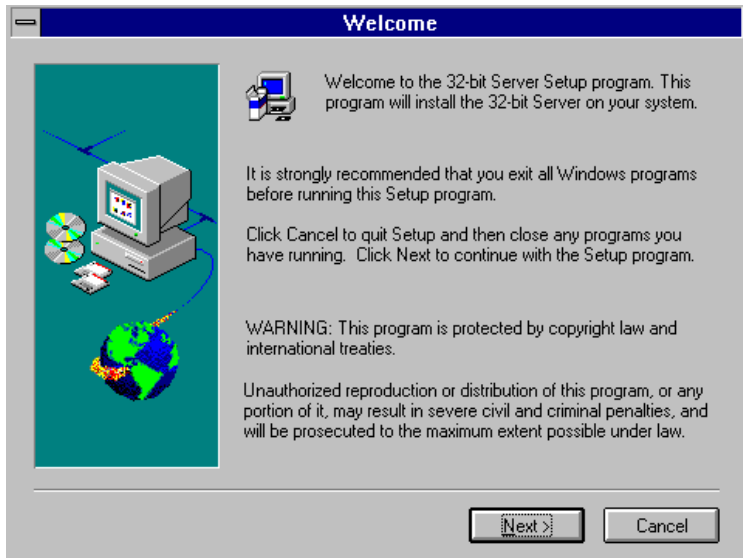 Welcome
Welcome to the 32-bit Server Setup program. This
program will install the 32-bit Server on your system.
It is strongly recommended that you exit all Windows programs
before running this Setup program.
Click Cancel to quit Setup and then close any programs you
have running. Click Next to continue with the Setup program.
WARNING: This program is protected by copyright law and
international treaties.
Unauthorized reproduction or distribution of this program, or any
portion of it, may result in severe civil and criminal penalties, and
will be prosecuted to the maximum extent possible under law.
Next >
Cancel